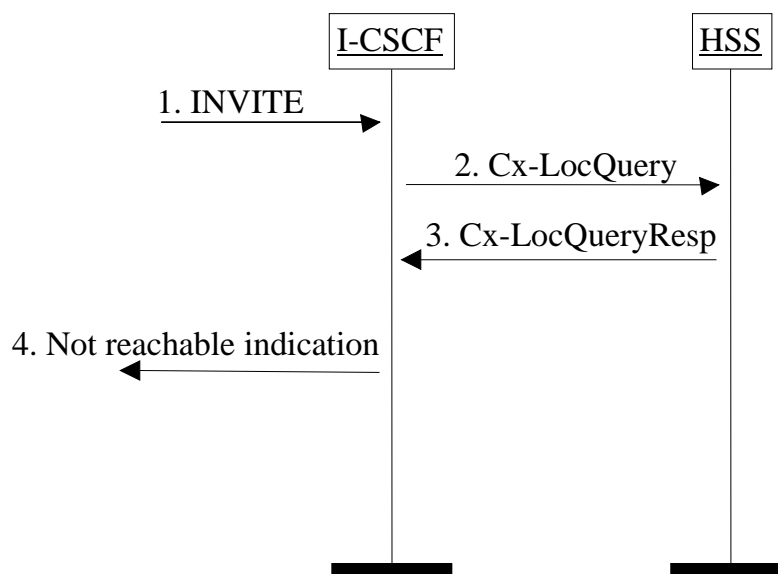 I-CSCF
HSS
1. INVITE
2. Cx-LocQuery
3. Cx-LocQueryResp
4. Not reachable indication